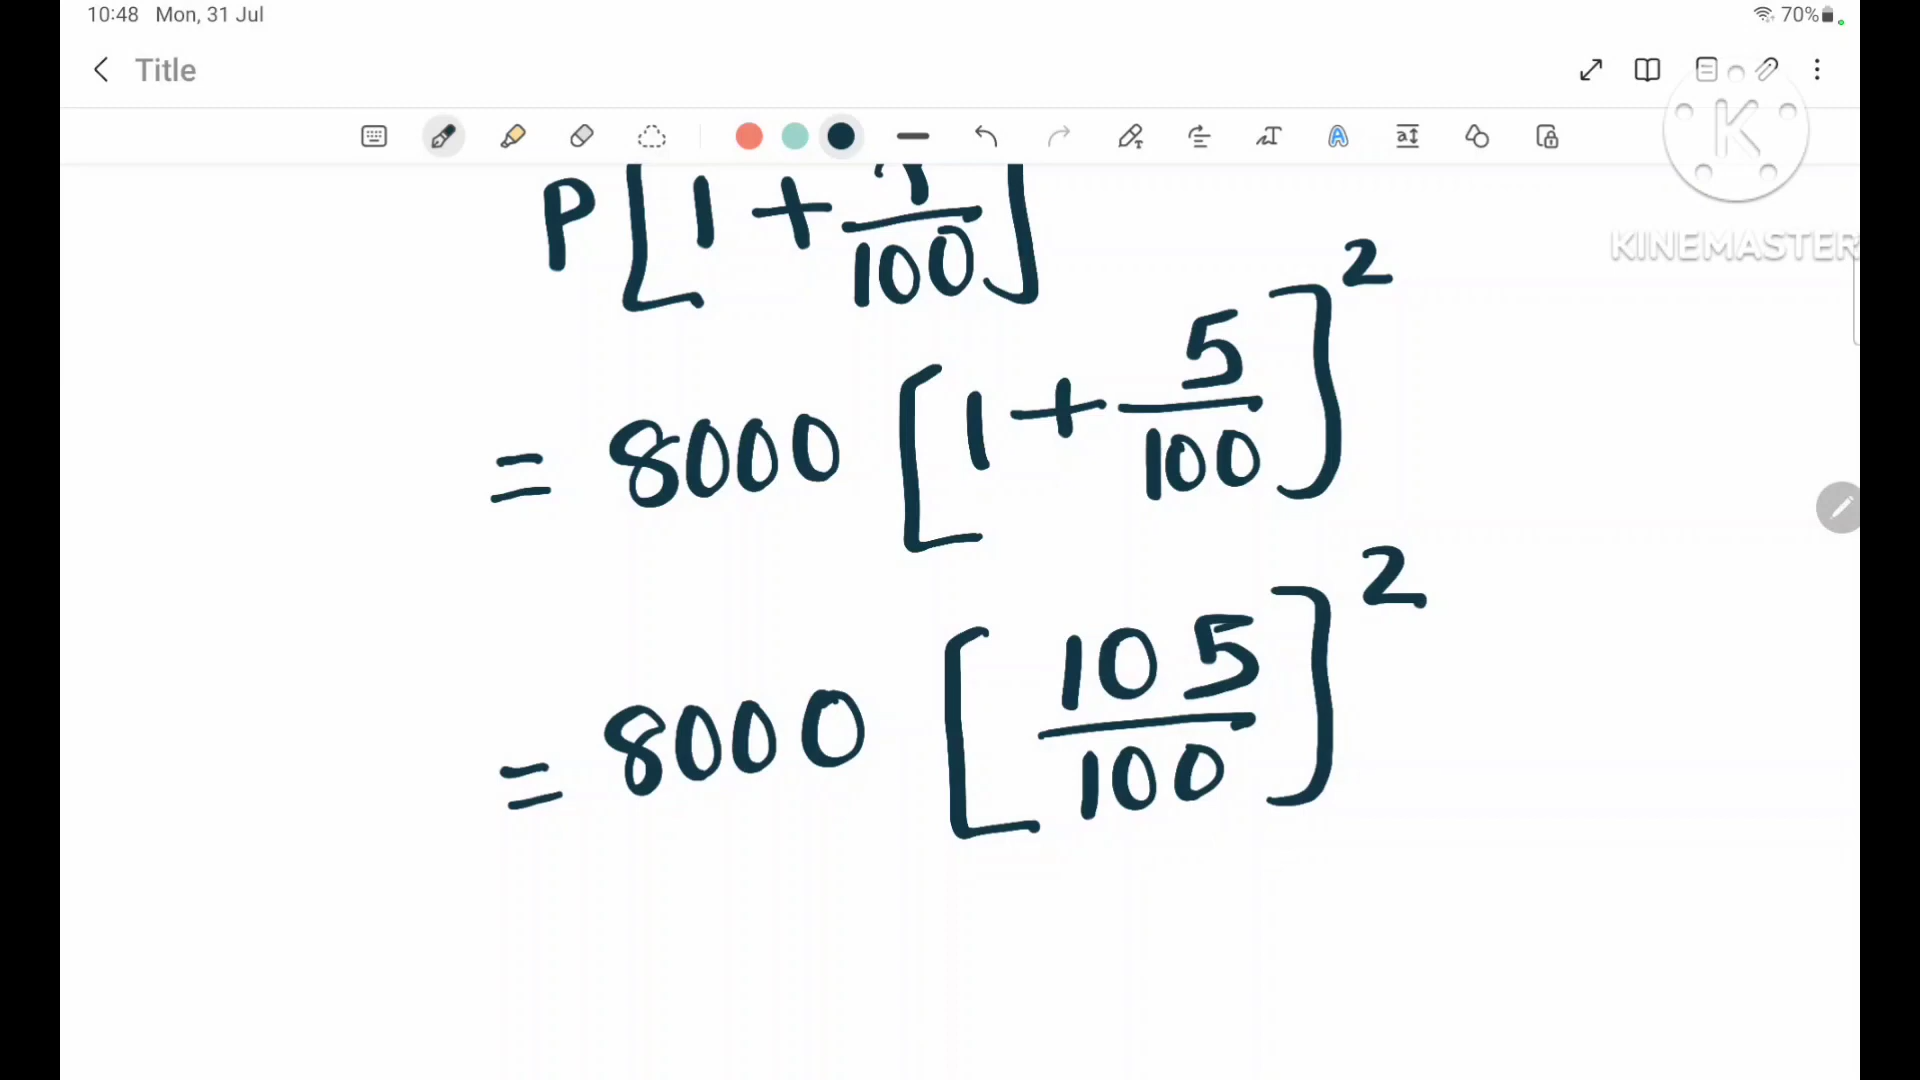 10:48 Mon, 31 Jul 70%
Title
K
KINEMASTER
P[1 + r/100]
= 8000 [1 + 5/100]²
= 8000 [105/100]²